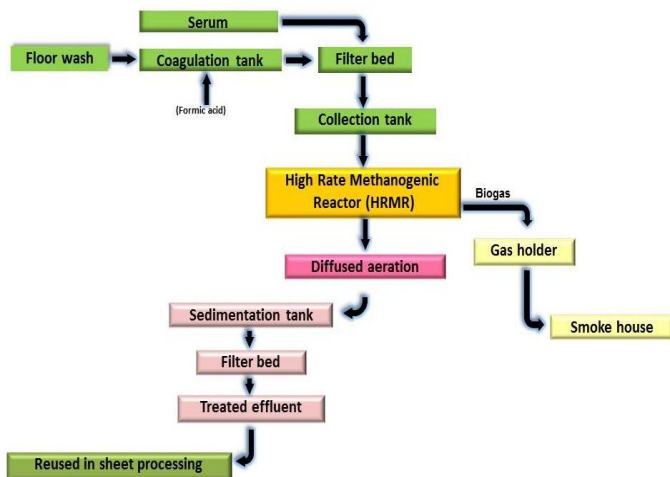 Serum
Floor wash
Coagulation tank
Filter bed
(Formic acid)
Collection tank
High Rate Methanogenic
Reactor (HRMR)
Biogas
Gas holder
Diffused aeration
Sedimentation tank
Smoke house
Filter bed
Treated effluent
Reused in sheet processing